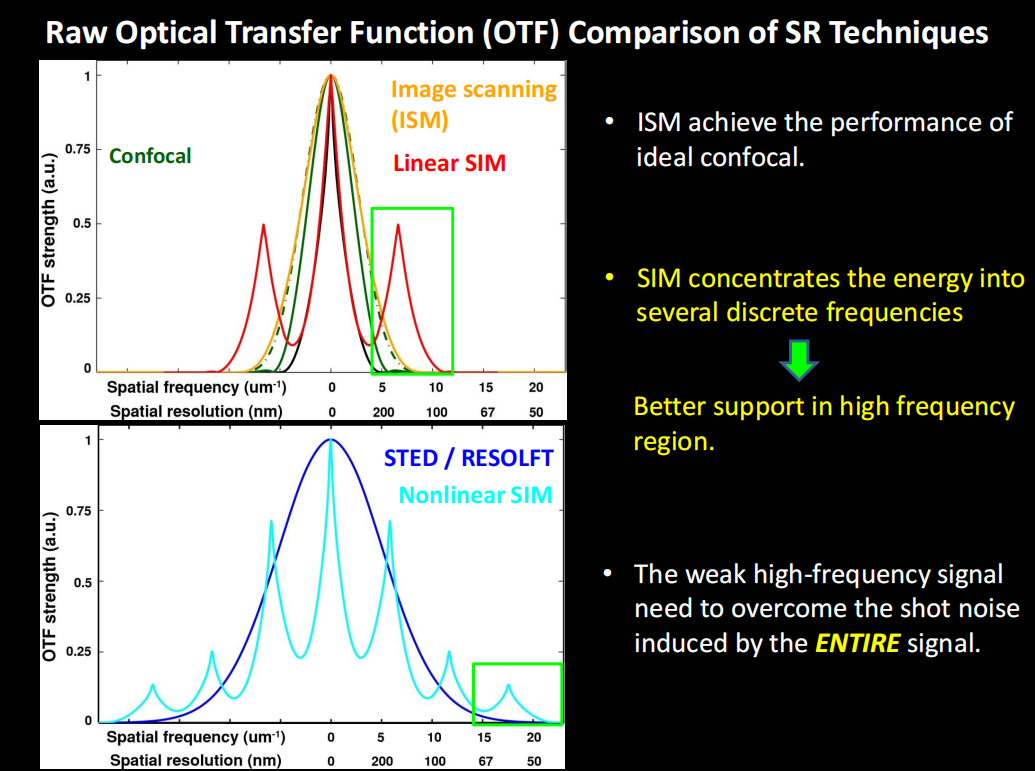 Raw Optical Transfer Function (OTF) Comparison of SR Techniques
OTF strength (a.u.)
1
0.75
0.5
0.25
0
Confocal
Image scanning
(ISM)
Linear SIM
Spatial frequency (um-1) 0 5 10 15 20
Spatial resolution (nm) 0 200 100 67 50
OTF strength (a.u.)
1
0.75
0.5
0.25
0
STED / RESOLFT
Nonlinear SIM
Spatial frequency (um-1) 0 5 10 15 20
Spatial resolution (nm) 0 200 100 67 50
• ISM achieve the performance of
ideal confocal.
• SIM concentrates the energy into
several discrete frequencies
Better support in high frequency
region.
• The weak high-frequency signal
need to overcome the shot noise
induced by the ENTIRE signal.